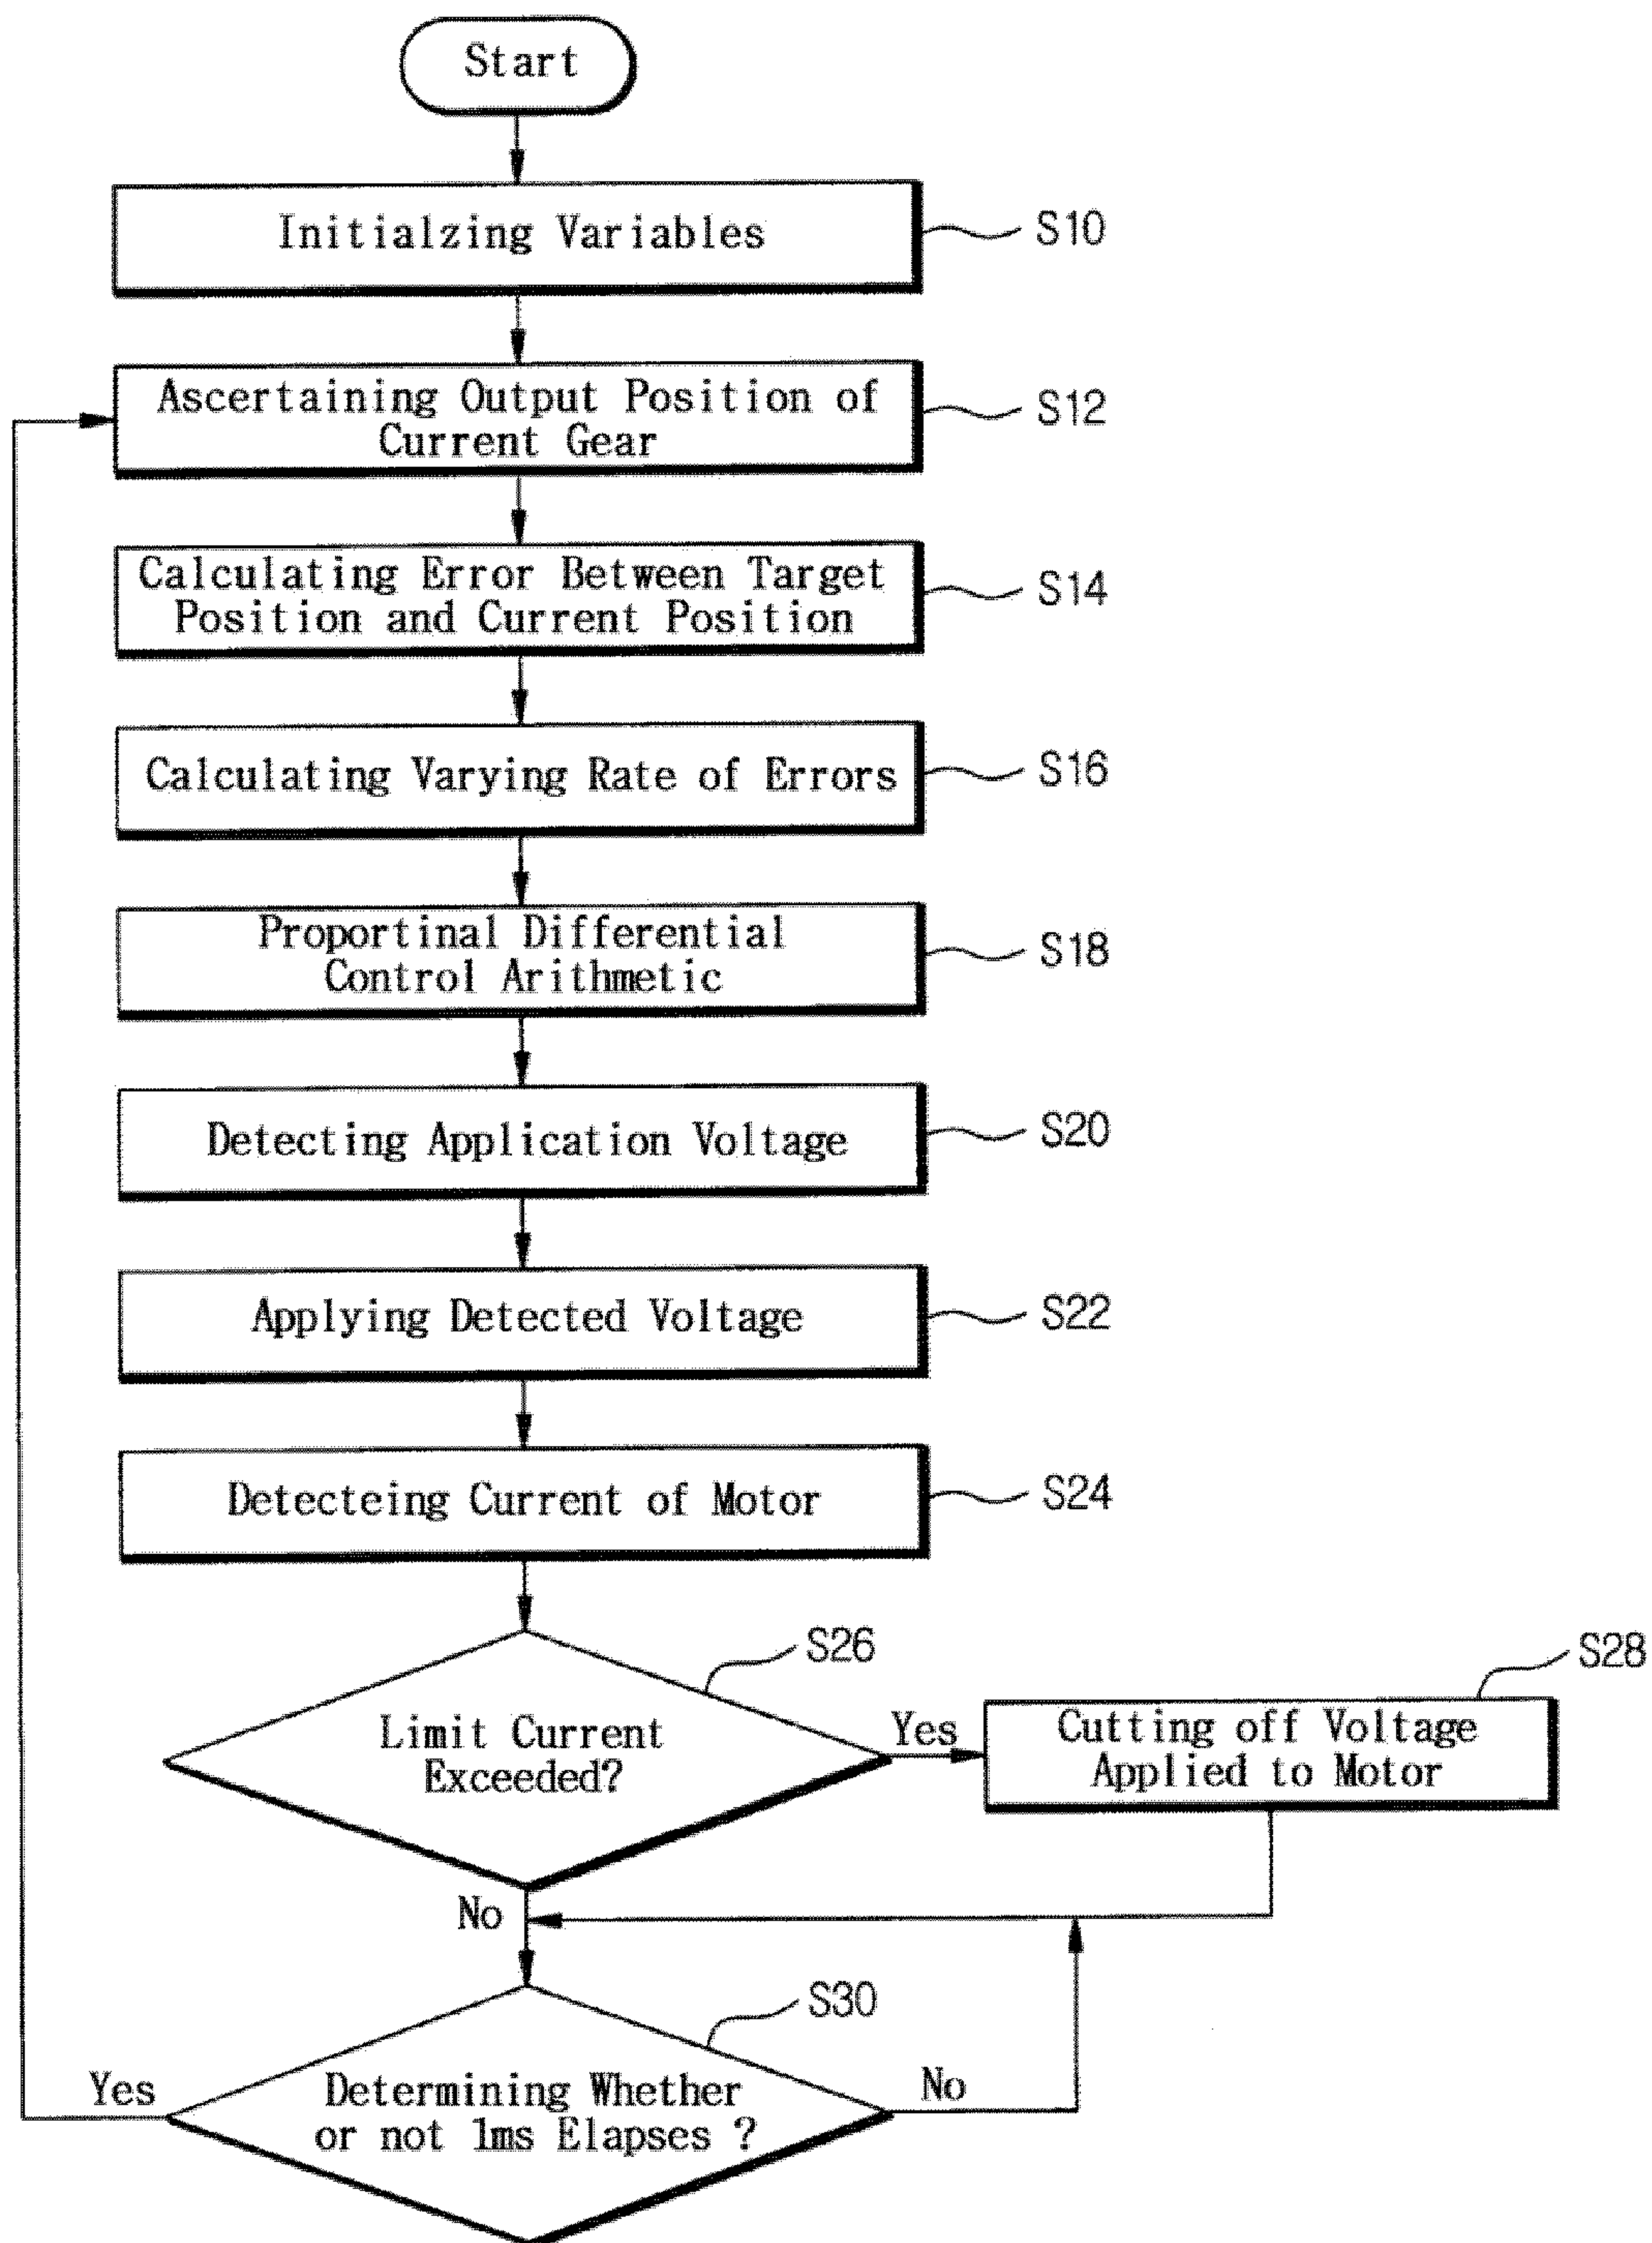 Start
Initialzing Variables
S10
Ascertaining Output Position of
Current Gear
S12
Calculating Error Between Target
Position and Current Position
S14
Calculating Varying Rate of Errors
S16
Proportinal Differential
Control Arithmetic
S18
Detecting Application Voltage
S20
Applying Detected Voltage
S22
Detecteing Current of Motor
S24
S26
Limit Current
Exceeded?
Yes
S28
Cutting off Voltage
Applied to Motor
No
S30
Determining Whether
or not 1ms Elapses ?
Yes
No